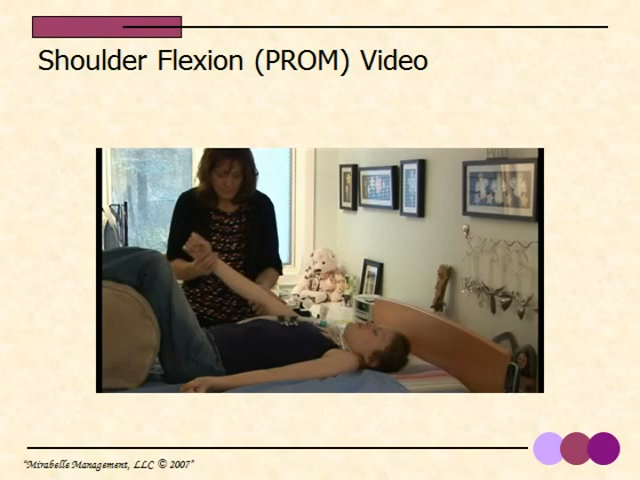 Shoulder Flexion (PROM) Video
"Mirabelle Management, LLC © 2007"